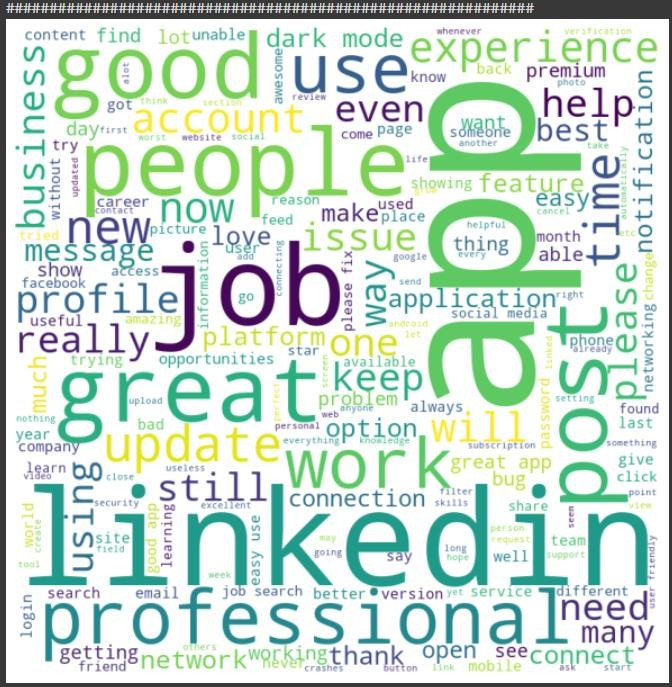 ############################################################
content find lot unable dark mode experience whenever verification
good use app
know back premium
awesome photo
got alot account even help
think section review
business people
day first worst website social come page want someone another best
try without career contact now reason life showing feature take easy cancel
new picture feed make used place helpful thing every month able etc
tried message love user issue way time notification automatically
show access add information connecting please fix google send right
facebook job go application social media phone already
profile useful amazing platform star one android let linked
really trying opportunities screen available keep please networking change
much great perfect problem anyone always password setting found
nothing upload web personal option will post last
year bad update everything knowledge subscription something
company learn useless work great app bug give
video close still filter skills connection click
using security excellent share seem point view
world create site field good app learning easy use may going say long hope well person request team support user friendly
tool week
linkedin
search email job search better version yet service different
login professional need many
getting network others working never thank open see connect
friend crashes button link mobile ask start